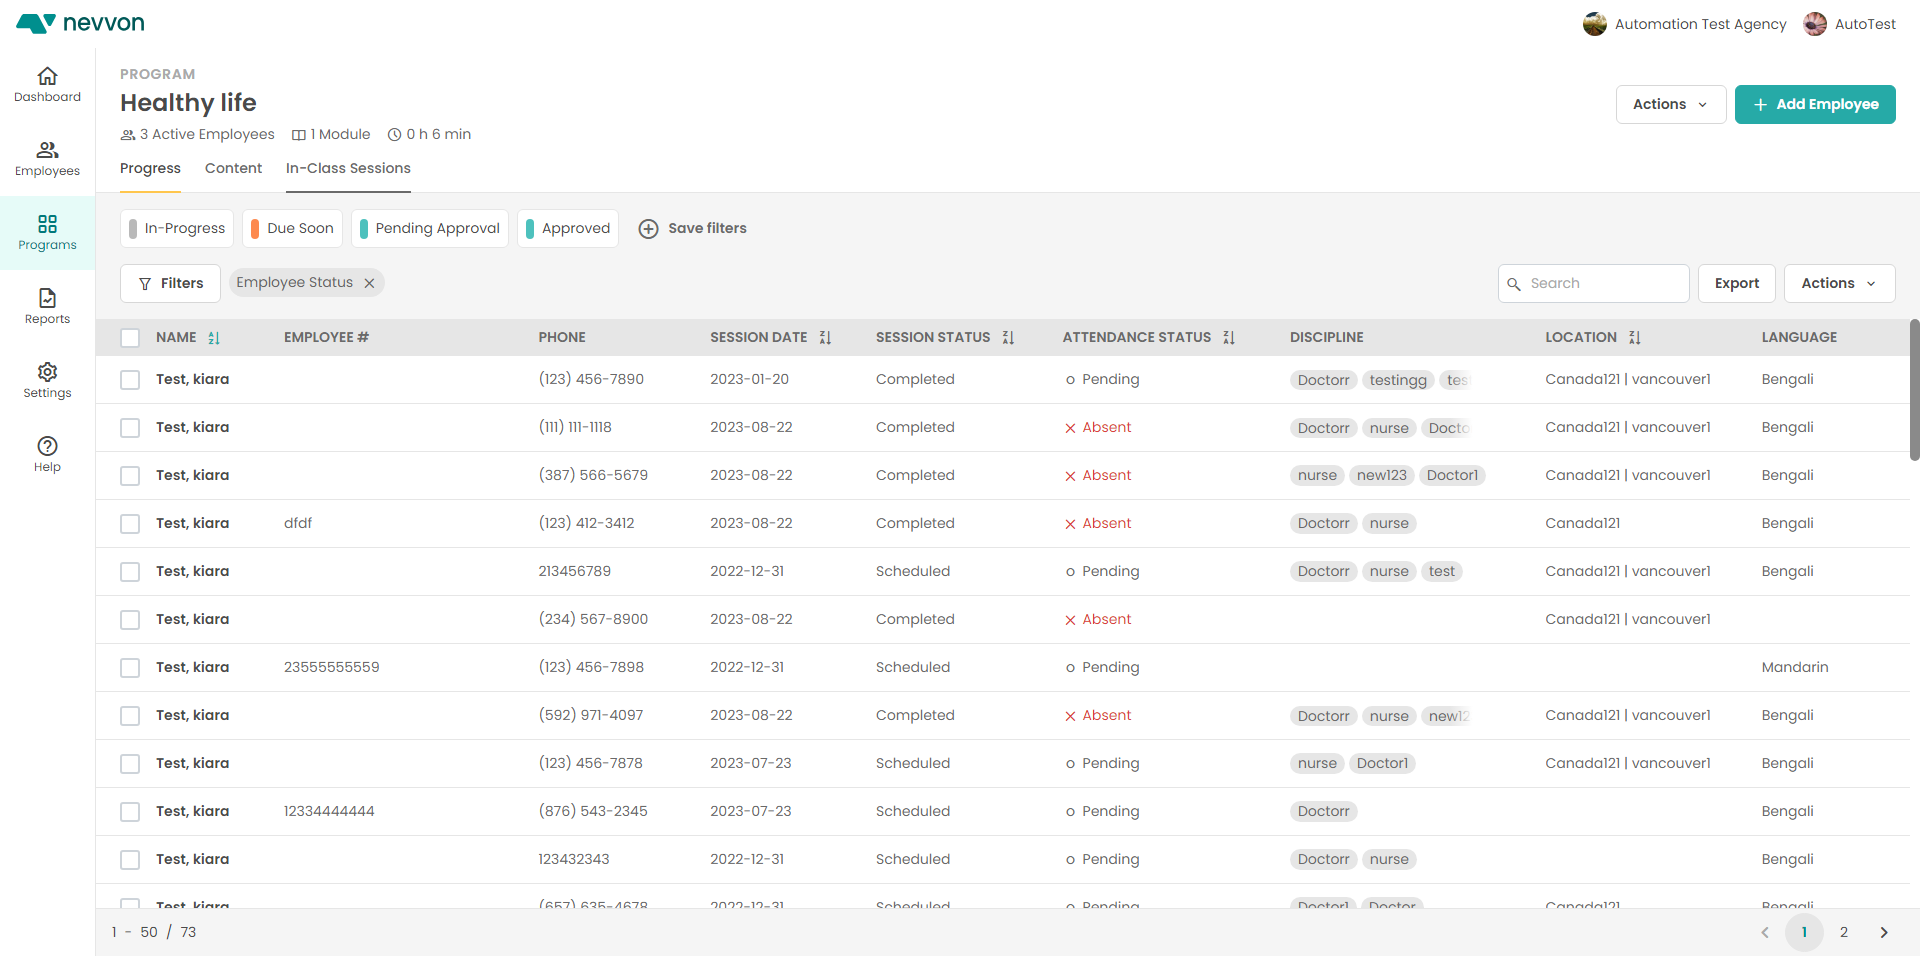 nevvon
Automation Test Agency
AutoTest
Dashboard
Employees
Programs
Reports
Settings
Help
PROGRAM
Healthy life
3 Active Employees 1 Module 0 h 6 min
Actions
+ Add Employee
Progress Content In-Class Sessions
In-Progress Due Soon Pending Approval Approved Save filters
Filters Employee Status Search Export Actions
NAME EMPLOYEE # PHONE SESSION DATE SESSION STATUS ATTENDANCE STATUS DISCIPLINE LOCATION LANGUAGE
Test, kiara (123) 456-7890 2023-01-20 Completed Pending Doctorr testingg tes Canada121 | vancouver1 Bengali
Test, kiara (111) 111-1118 2023-08-22 Completed Absent Doctorr nurse Docto Canada121 | vancouver1 Bengali
Test, kiara (387) 566-5679 2023-08-22 Completed Absent nurse new123 Doctor1 Canada121 | vancouver1 Bengali
Test, kiara dfdf (123) 412-3412 2023-08-22 Completed Absent Doctorr nurse Canada121 Bengali
Test, kiara 213456789 2022-12-31 Scheduled Pending Doctorr nurse test Canada121 | vancouver1 Bengali
Test, kiara (234) 567-8900 2023-08-22 Completed Absent Canada121 | vancouver1
Test, kiara 23555555559 (123) 456-7898 2022-12-31 Scheduled Pending Mandarin
Test, kiara (592) 971-4097 2023-08-22 Completed Absent Doctorr nurse new12 Canada121 | vancouver1 Bengali
Test, kiara (123) 456-7878 2023-07-23 Scheduled Pending nurse Doctor1 Canada121 | vancouver1 Bengali
Test, kiara 12334444444 (876) 543-2345 2023-07-23 Scheduled Pending Doctorr Bengali
Test, kiara 123432343 2022-12-31 Scheduled Pending Doctorr nurse Bengali
Test, kiara (657) 635-4678 2022-12-31 Scheduled Pending Doctor1 Doctor Canada121 Bengali
1 - 50 / 73
1 2